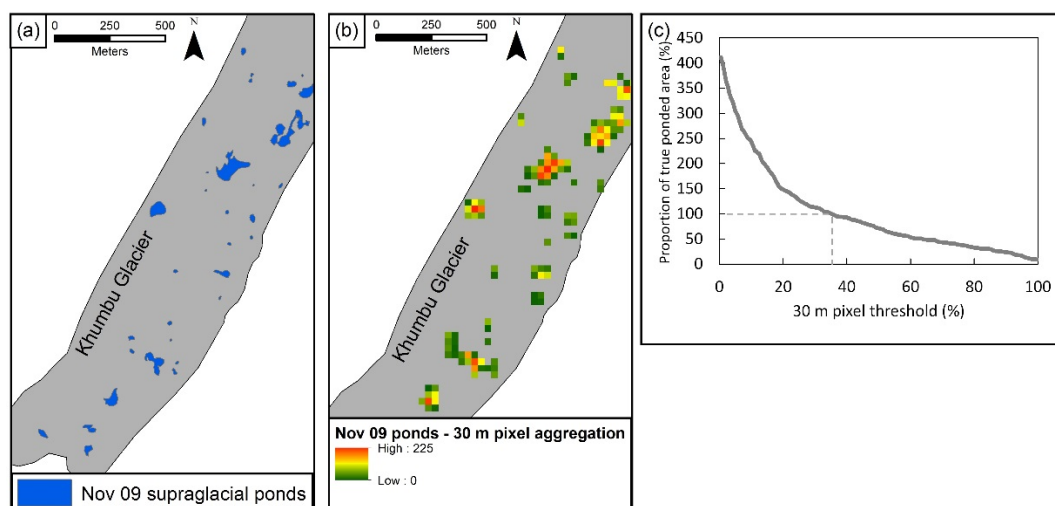 (a)
0 250 500
Meters
N
Khumbu Glacier
Nov 09 supraglacial ponds
(b)
0 250 500
Meters
N
Khumbu Glacier
Nov 09 ponds - 30 m pixel aggregation
High : 225
Low : 0
(c)
Proportion of true ponded area (%)
450
400
350
300
250
200
150
100
50
0
0 20 40 60 80 100
30 m pixel threshold (%)